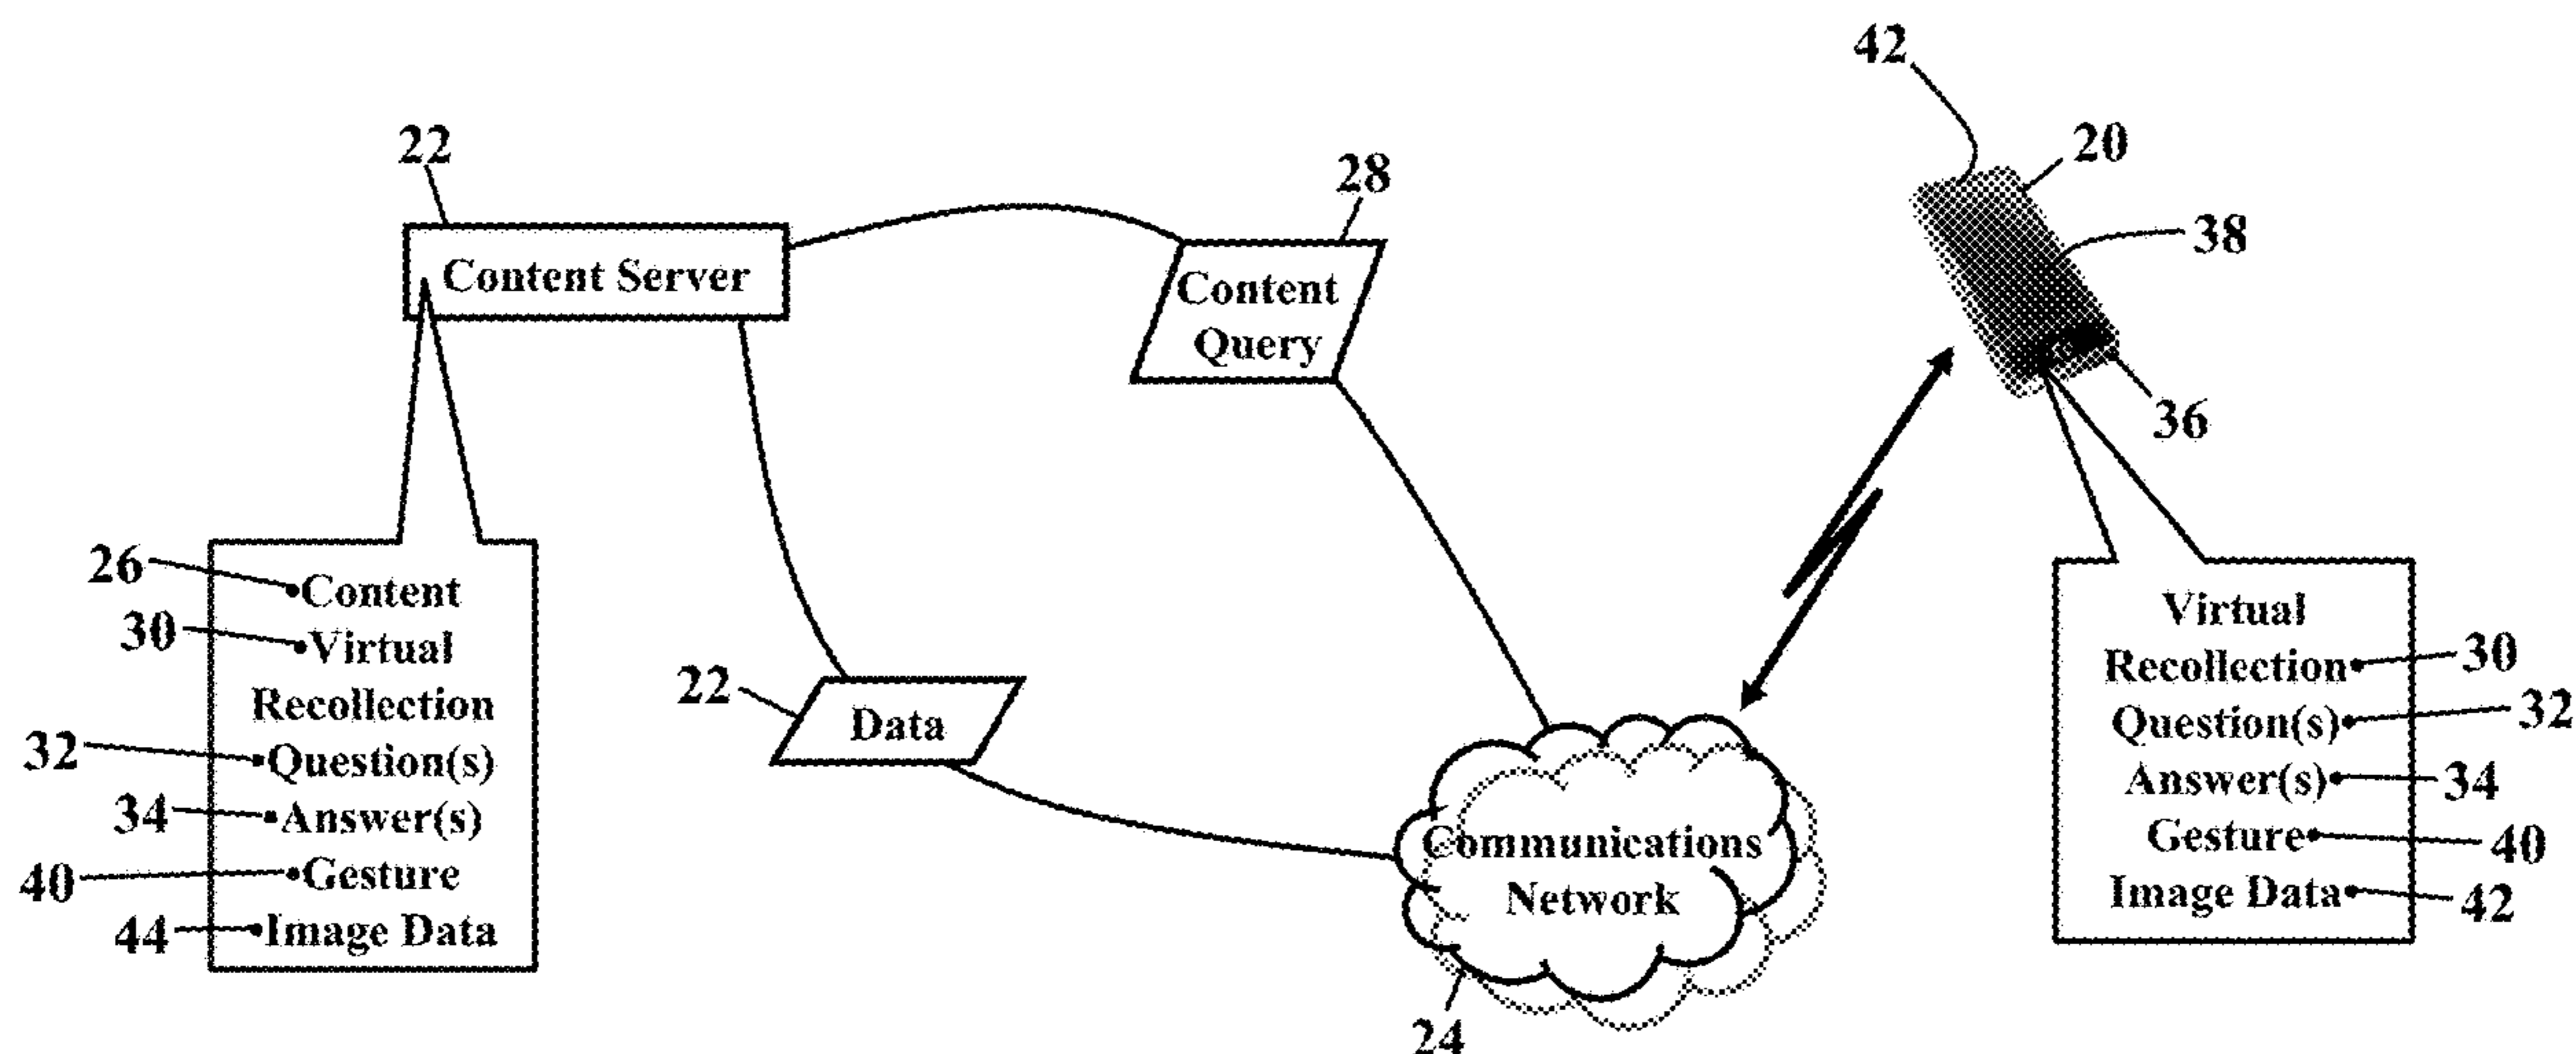 42
20
38
36
22
Content Server
28
Content
Query
26
•Content
30
•Virtual
Recollection
32
•Question(s)
34
•Answer(s)
40
•Gesture
44
•Image Data
22
Data
Communications
Network
24
Virtual
Recollection•
30
Question(s)•
32
Answer(s)•
34
Gesture•
40
Image Data•
42